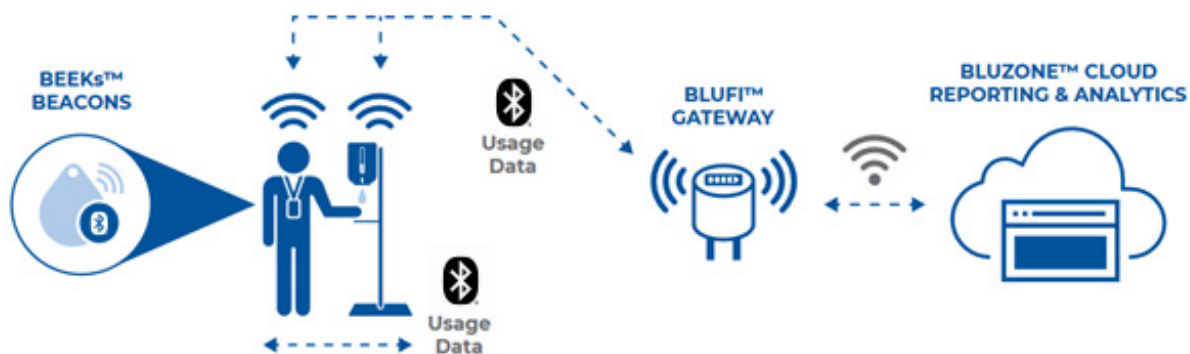 BEEKs™
BEACONS
Usage
Data
Usage
Data
BLUFI™
GATEWAY
BLUZONE™ CLOUD
REPORTING & ANALYTICS